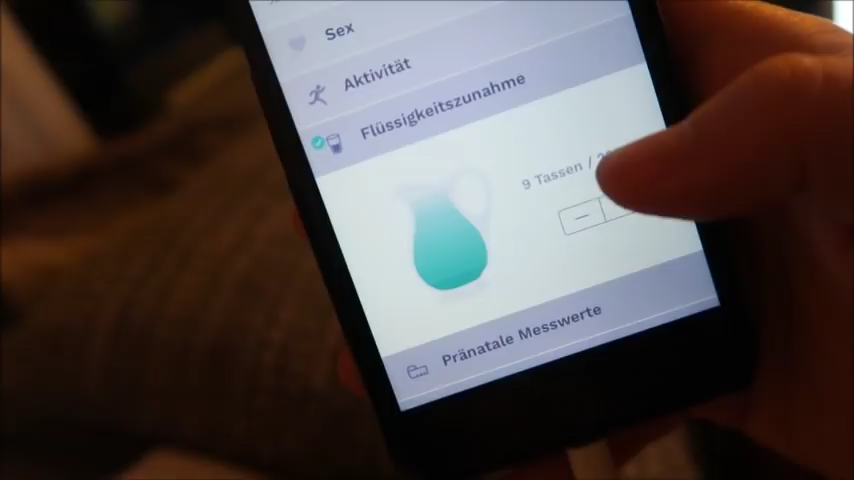 Sex
Aktivität
Flüssigkeitszunahme
9 Tassen /
Pränatale Messwerte